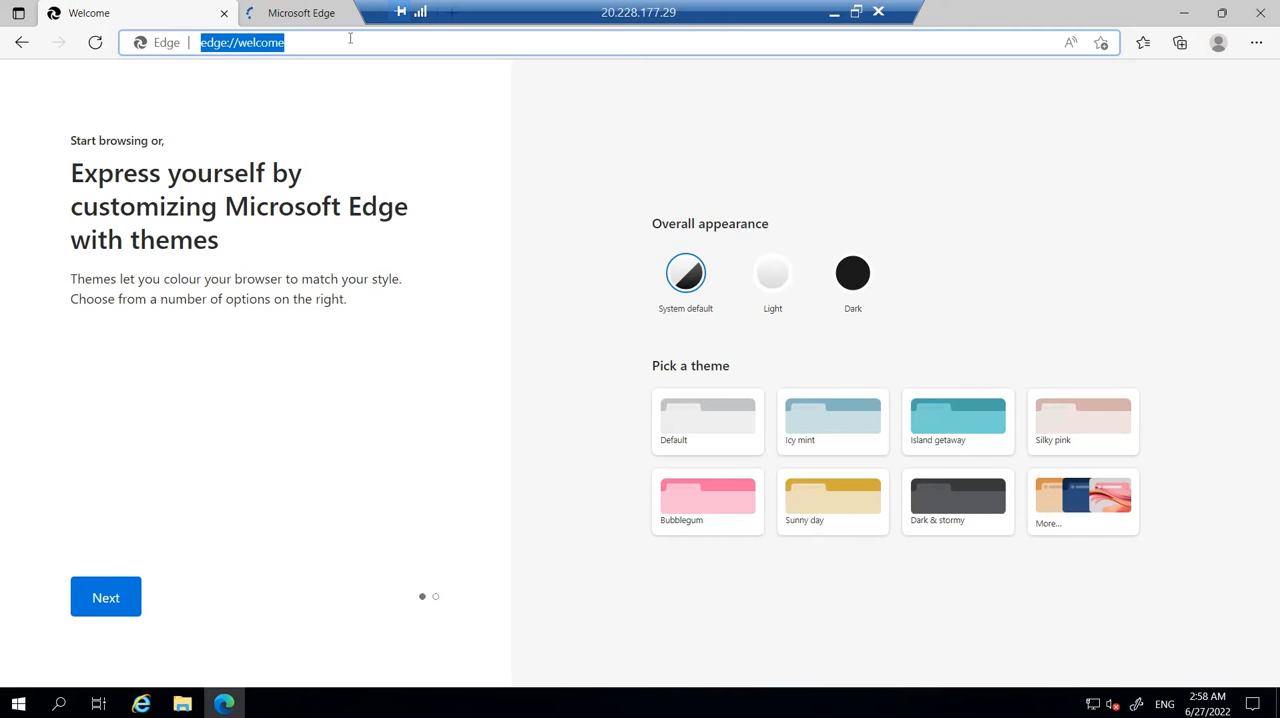 Welcome
Microsoft Edge
20.228.177.29
Edge | edge://welcome
Start browsing or,
Express yourself by
customizing Microsoft Edge
with themes
Themes let you colour your browser to match your style.
Choose from a number of options on the right.
Next
Overall appearance
System default
Light
Dark
Pick a theme
Default
Icy mint
Island getaway
Silky pink
Bubblegum
Sunny day
Dark & stormy
More...
ENG
2:58 AM
6/27/2022